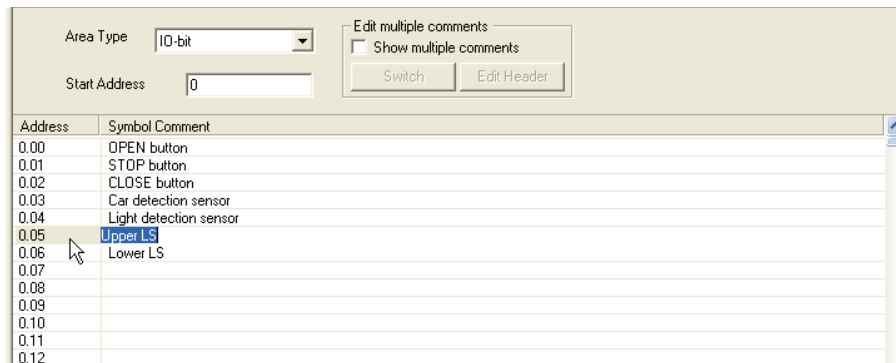 Edit multiple comments
Area Type IO-bit Show multiple comments
Switch Edit Header
Start Address 0
Address Symbol Comment
0.00 OPEN button
0.01 STOP button
0.02 CLOSE button
0.03 Car detection sensor
0.04 Light detection sensor
0.05 Upper LS
0.06 Lower LS
0.07
0.08
0.09
0.10
0.11
0.12